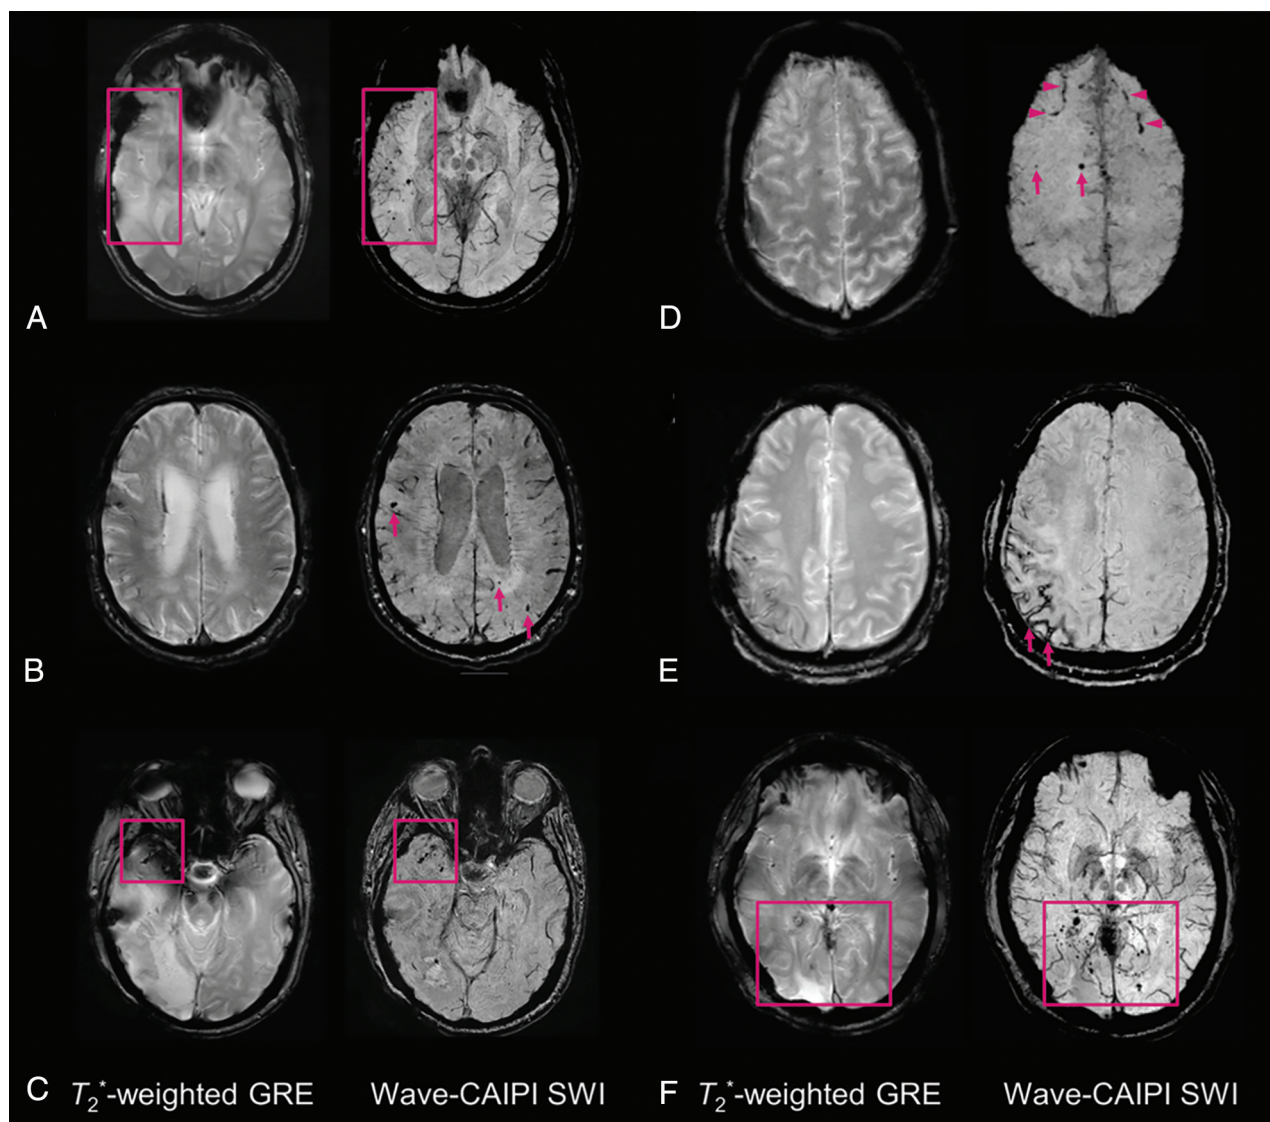 A
D
B
E
C T₂*-weighted GRE Wave-CAIPI SWI F T₂*-weighted GRE Wave-CAIPI SWI